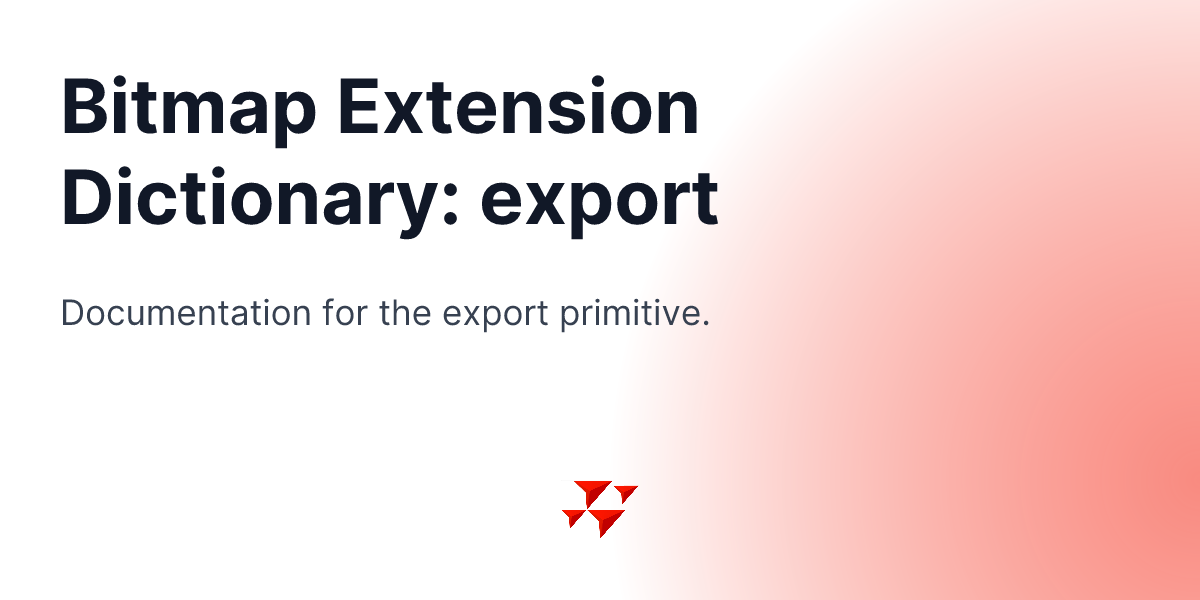 Bitmap Extension
Dictionary: export
Documentation for the export primitive.